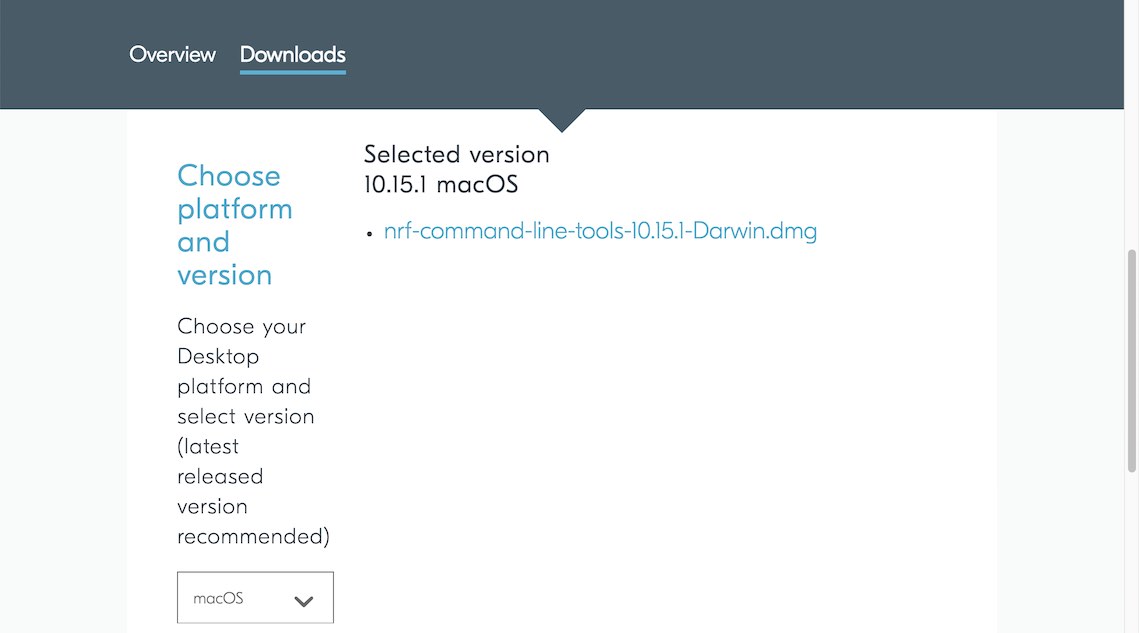 Overview Downloads
Choose
platform
and
version
Choose your
Desktop
platform and
select version
(latest
released
version
recommended)
macOS
Selected version
10.15.1 macOS
• nrf-command-line-tools-10.15.1-Darwin.dmg